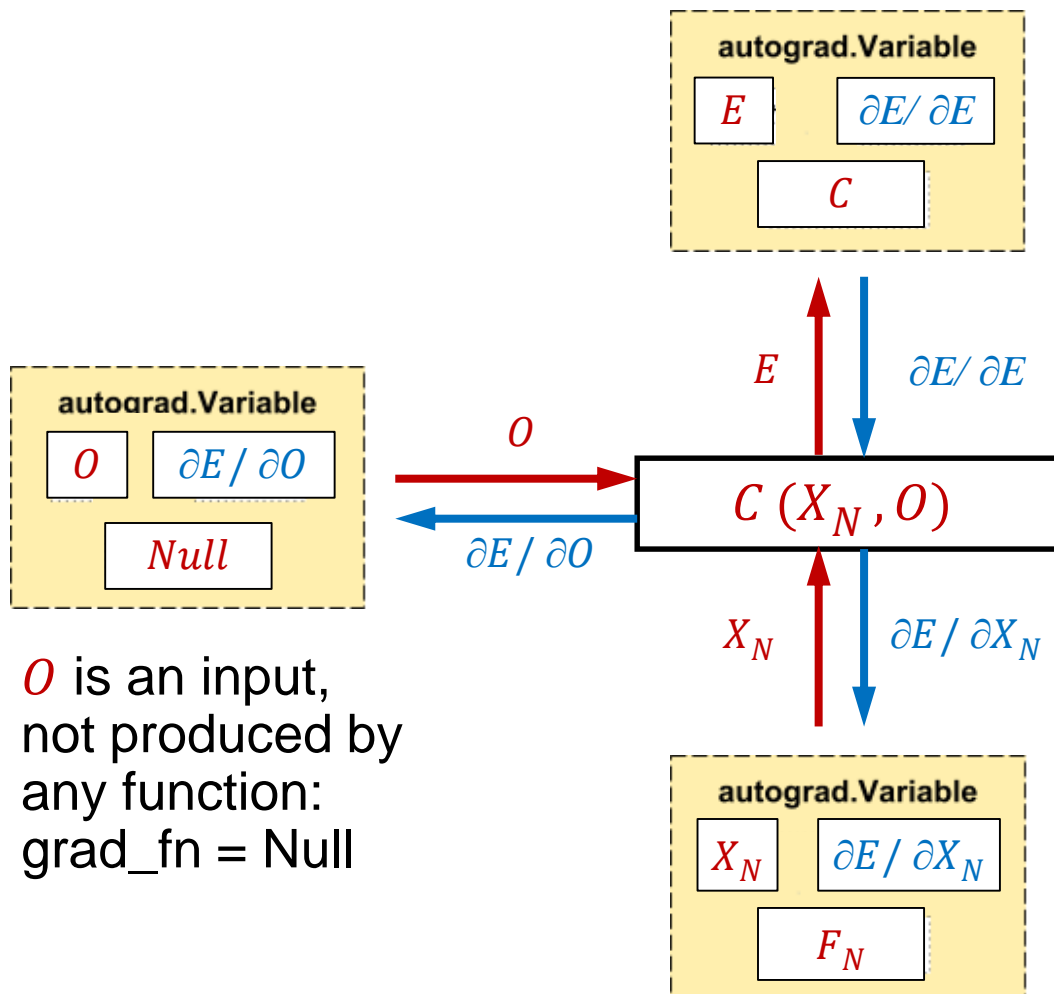 autograd.Variable
E ∂E/ ∂E
C
E ∂E/ ∂E
autograd.Variable
O ∂E / ∂O
Null
O
∂E / ∂O
C (X_N , O)
X_N ∂E / ∂X_N
O is an input,
not produced by
any function:
grad_fn = Null
autograd.Variable
X_N ∂E / ∂X_N
F_N